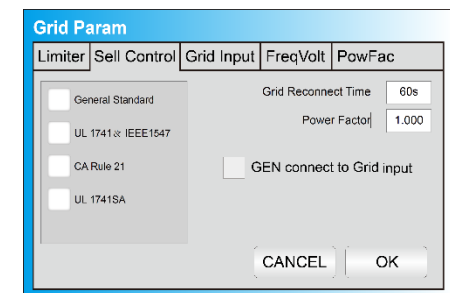 Grid Param
Limiter Sell Control Grid Input FreqVolt PowFac
General Standard
UL 1741 & IEEE1547
CA Rule 21
UL 1741SA
Grid Reconnect Time 60s
Power Factor 1.000
GEN connect to Grid input
CANCEL OK